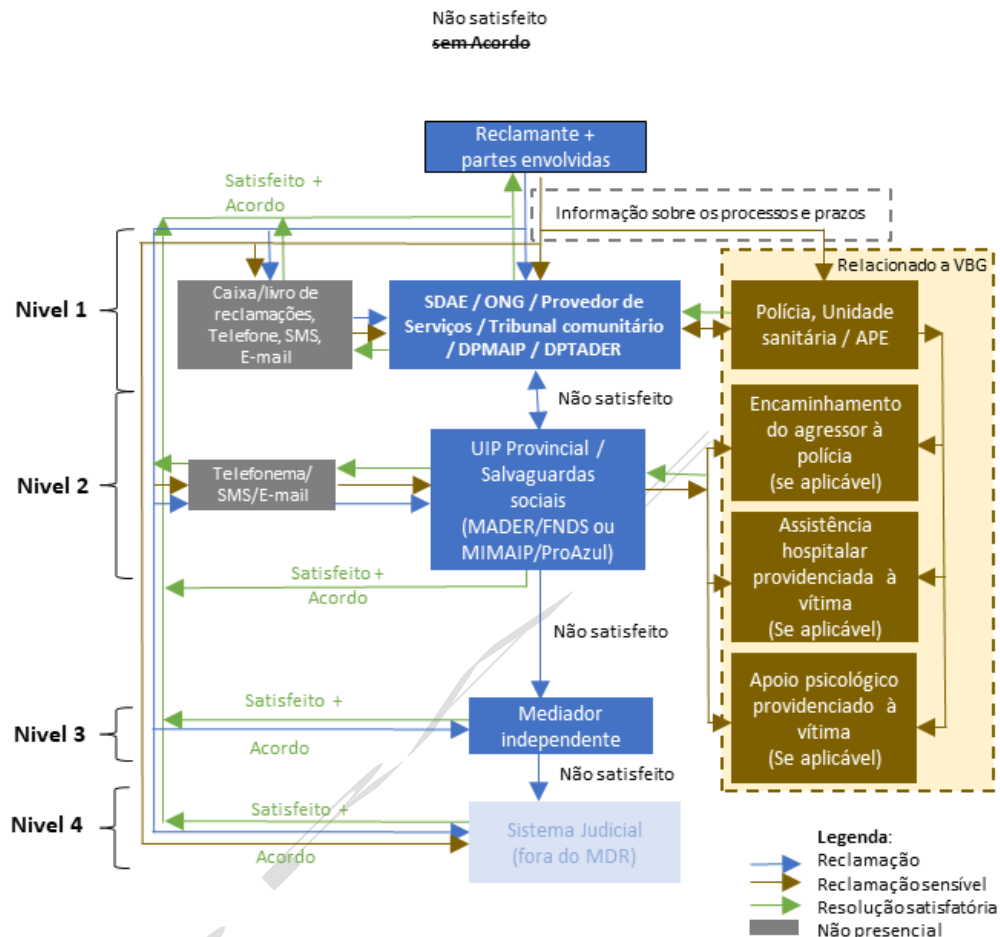 Não satisfeito
sem Acordo
Reclamante +
partes envolvidas
Satisfeito +
Acordo
Informação sobre os processos e prazos
Relacionado a VBG
Nivel 1
Caixa/livro de
reclamações,
Telefone, SMS,
E-mail
SDAE / ONG / Provedor de
Serviços / Tribunal comunitário
/ DPMAIP / DPTADER
Polícia, Unidade
sanitária / APE
Não satisfeito
Encaminhamento
do agressor à
polícia
(se aplicável)
Nivel 2
Telefonema/
SMS/E-mail
UIP Provincial /
Salvaguardas
sociais
(MADER/FNDS ou
MIMAIP/ProAzul)
Assistência
hospitalar
providenciada à
vítima
(Se aplicável)
Satisfeito +
Acordo
Não satisfeito
Apoio psicológico
providenciado à
vítima
(Se aplicável)
Nivel 3
Satisfeito +
Acordo
Mediador
independente
Não satisfeito
Nivel 4
Satisfeito +
Acordo
Sistema Judicial
(fora do MDR)
Legenda:
Reclamação
Reclamação sensível
Resolução satisfatória
Não presencial